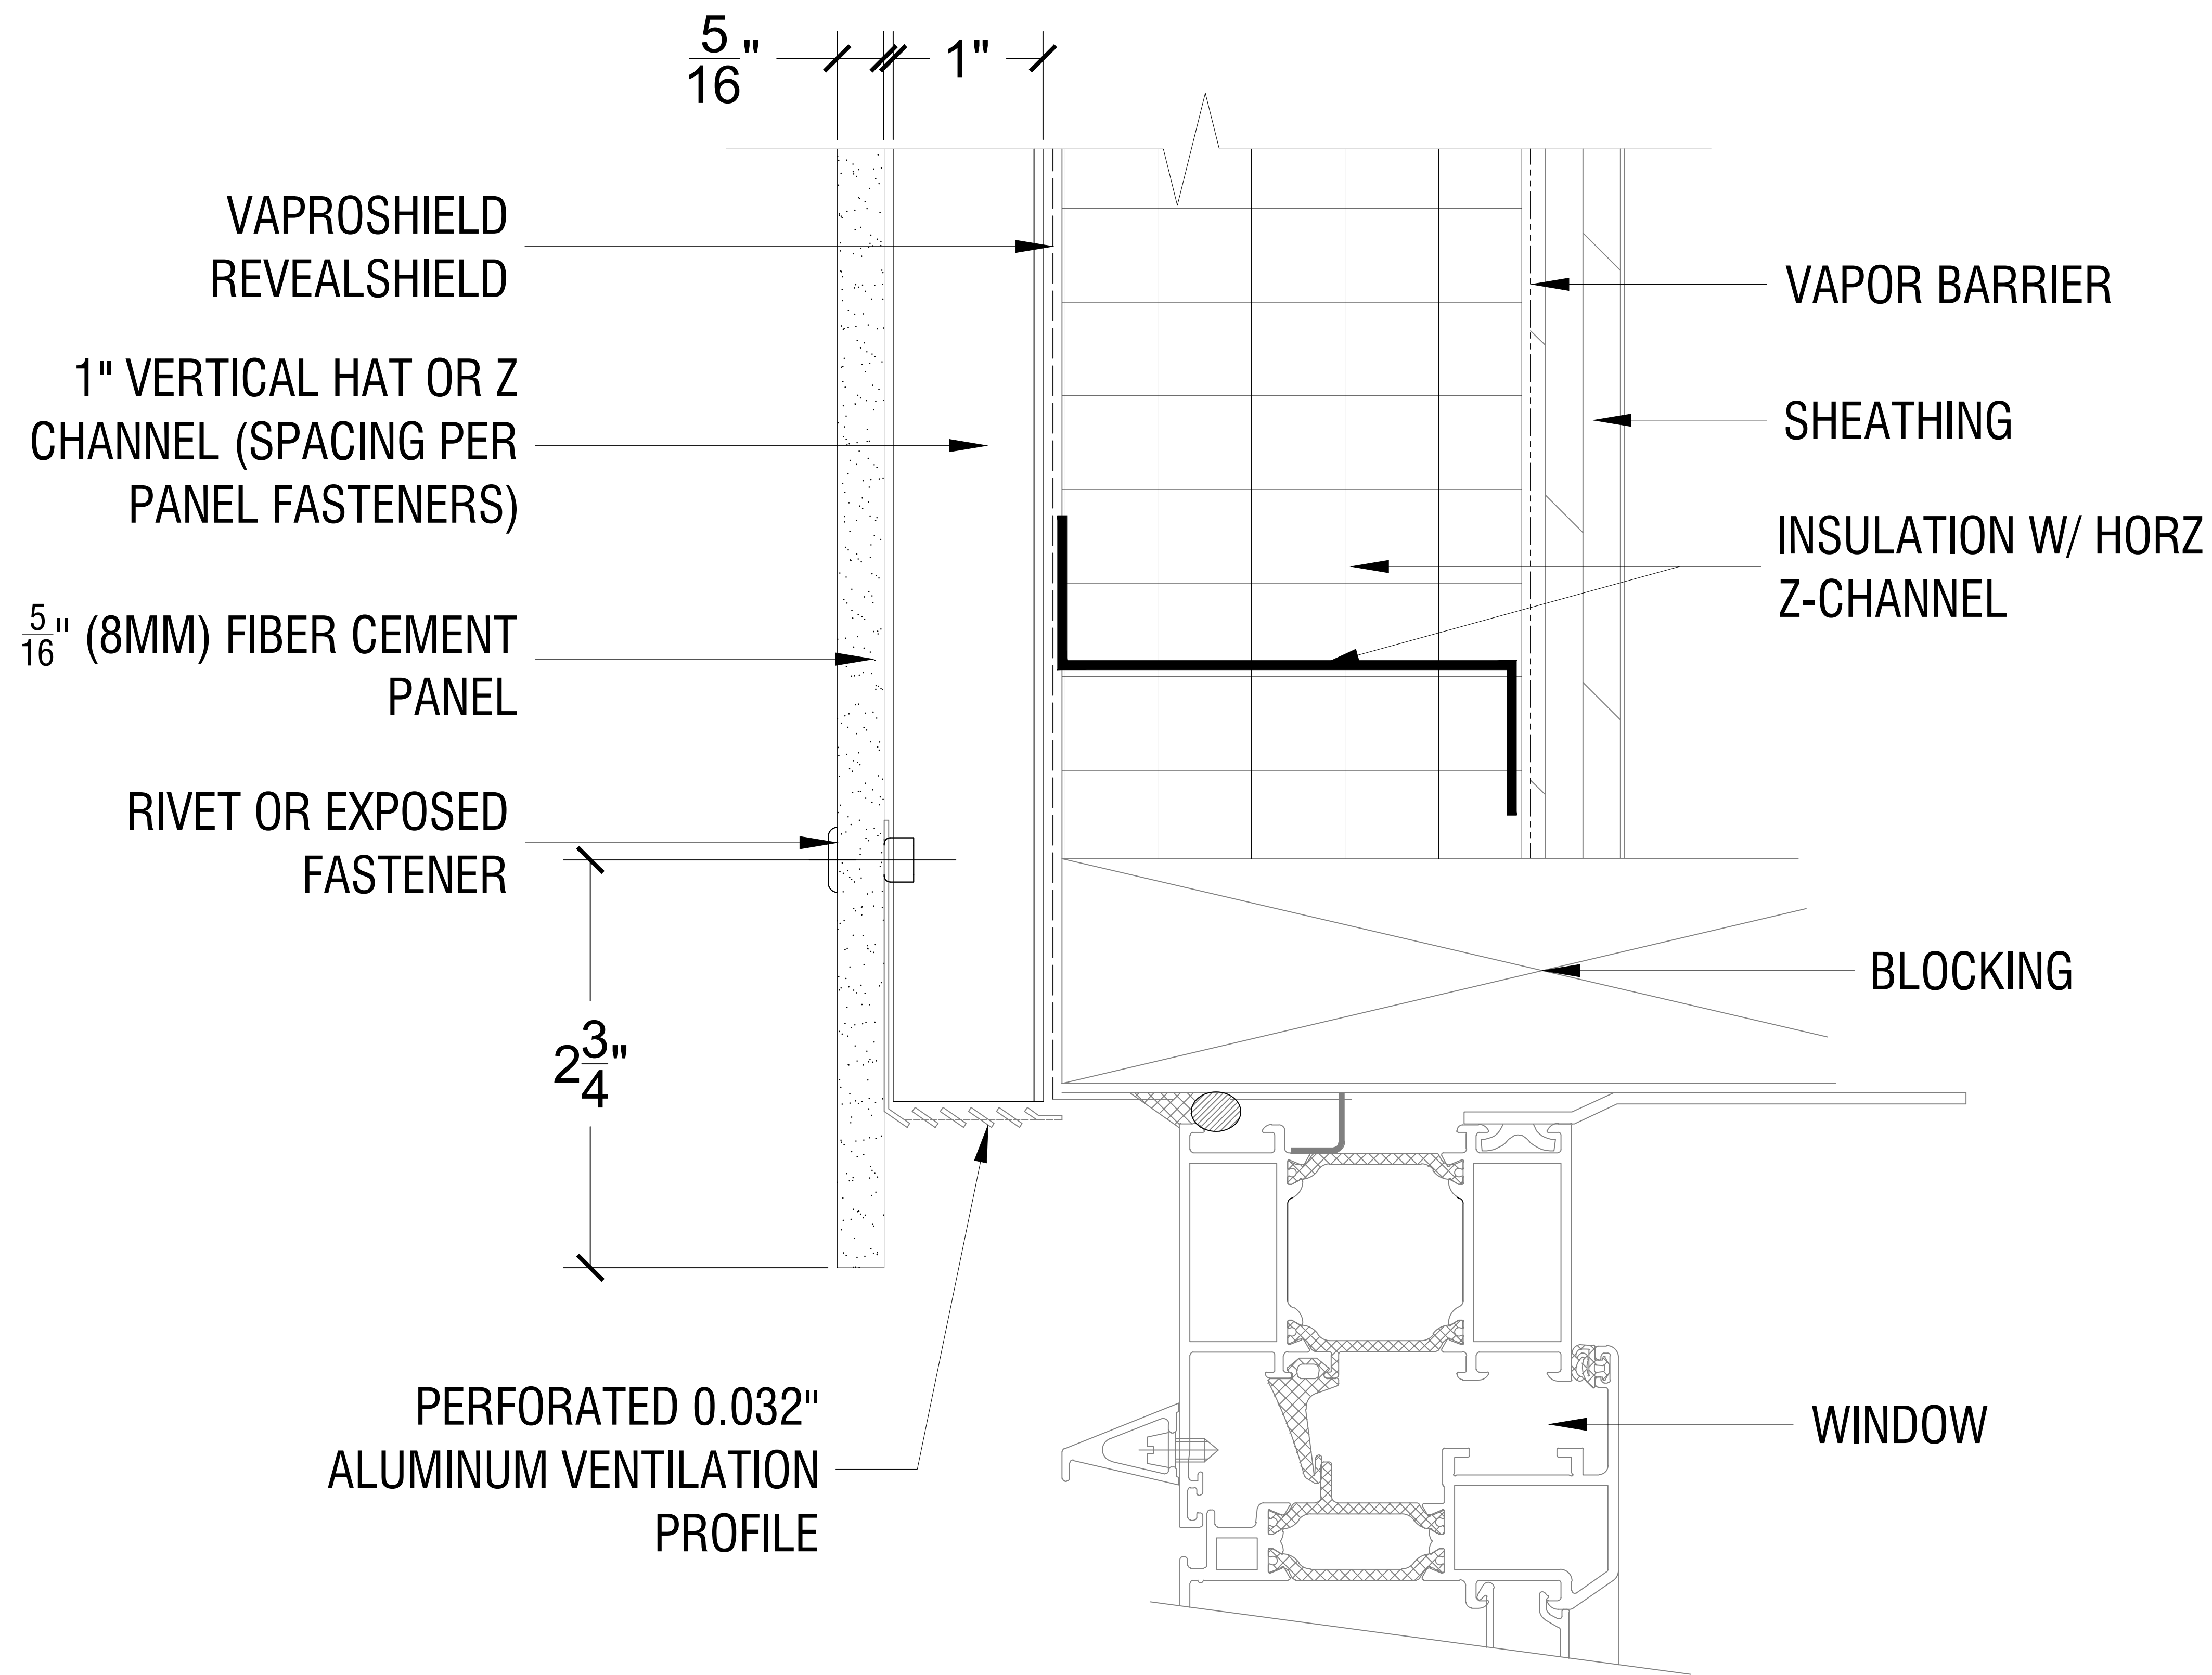 5/16"
1"
VAPROSHIELD
REVEALSHIELD
1" VERTICAL HAT OR Z
CHANNEL (SPACING PER
PANEL FASTENERS)
5/16" (8MM) FIBER CEMENT
PANEL
RIVET OR EXPOSED
FASTENER
2 3/4"
PERFORATED 0.032"
ALUMINUM VENTILATION
PROFILE
VAPOR BARRIER
SHEATHING
INSULATION W/ HORZ
Z-CHANNEL
BLOCKING
WINDOW